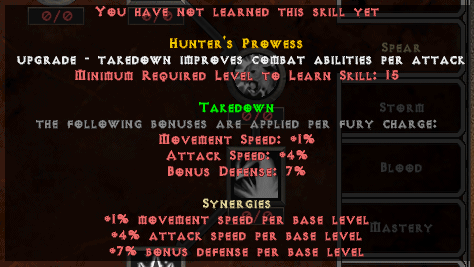 You have not learned this skill yet
0/0
0/0
Hunter's Prowess
upgrade - takedown improves combat abilities per attack
Minimum Required Level to Learn Skill: 15
Spear
Takedown
the following bonuses are applied per fury charge:
Storm
Movement Speed: +1%
Attack Speed: +4%
Bonus Defense: 7%
Blood
Synergies
+1% movement speed per base level
+4% attack speed per base level
+7% bonus defense per base level
Mastery